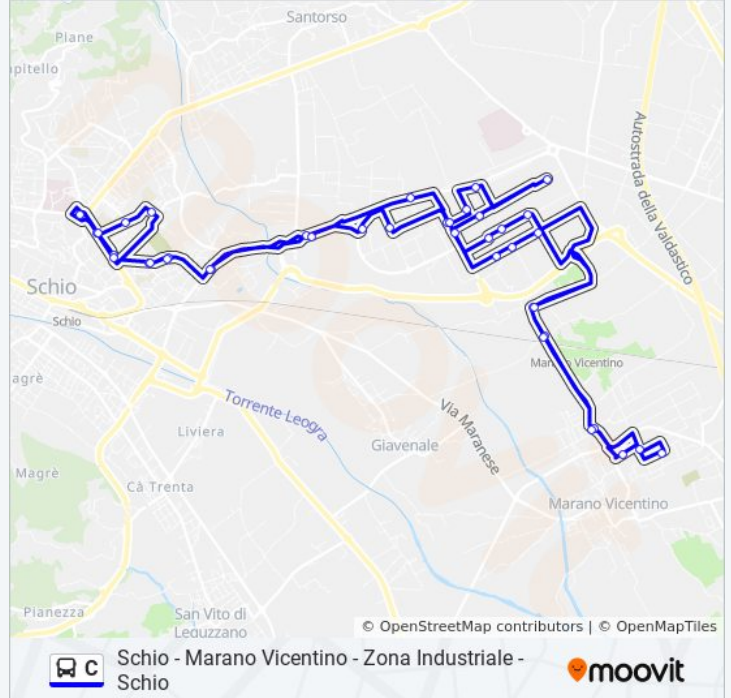 Santorso
Piane
pitello
Autostrada della Valdastico
Schio
Schio
Marano Vicentino
agrè
Torrente Leogra
Via Maranese
Liviera
Giavenale
Magrè
Cà Trenta
Marano Vicentino
Pianezza
San Vito di
Leguzzano
© OpenStreetMap contributors | © OpenMapTiles
C
Schio - Marano Vicentino - Zona Industriale -
Schio
moovit